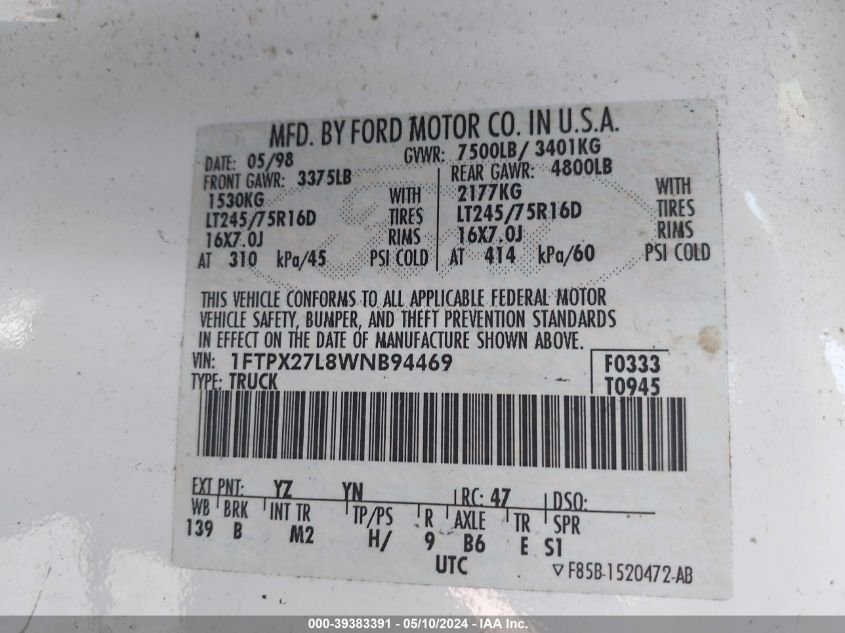 MFD. BY FORD MOTOR CO. IN U.S.A.
DATE: 05/98 GVWR: 7500LB/ 3401KG
FRONT GAWR: 3375LB REAR GAWR: 4800LB
1530KG WITH 2177KG WITH
LT245/75R16D TIRES LT245/75R16D TIRES
16X7.0J RIMS 16X7.0J RIMS
AT 310 kPa/45 PSI COLD AT 414 kPa/60 PSI COLD
THIS VEHICLE CONFORMS TO ALL APPLICABLE FEDERAL MOTOR
VEHICLE SAFETY, BUMPER, AND THEFT PREVENTION STANDARDS
IN EFFECT ON THE DATE OF MANUFACTURE SHOWN ABOVE.
VIN: 1FTPX27L8WNB94469 F0333
TYPE: TRUCK T0945
EXT PNT: YZ YN RC: 47 DSO:
WB BRK INT TR TP/PS R AXLE TR SPR
139 B M2 H/ 9 B6 E S1
UTC ▽F85B-1520472-AB
000-39383391 - 05/10/2024 - IAA Inc.